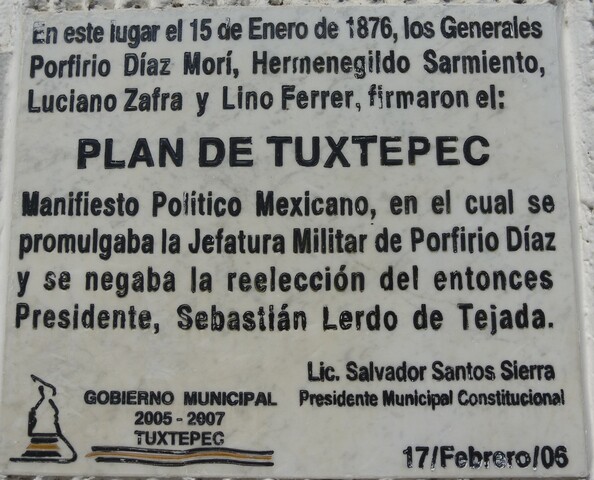 En este lugar el 15 de Enero de 1876, los Generales
Porfirio Díaz Morí, Hermenegildo Sarmiento,
Luciano Zafra y Lino Ferrer, firmaron el:
PLAN DE TUXTEPEC
Manifiesto Político Mexicano, en el cual se
promulgaba la Jefatura Militar de Porfirio Díaz
y se negaba la reelección del entonces
Presidente, Sebastián Lerdo de Tejada.
Lic. Salvador Santos Sierra
Presidente Municipal Constitucional
GOBIERNO MUNICIPAL
2005 - 2007
TUXTEPEC
17/Febrero/06